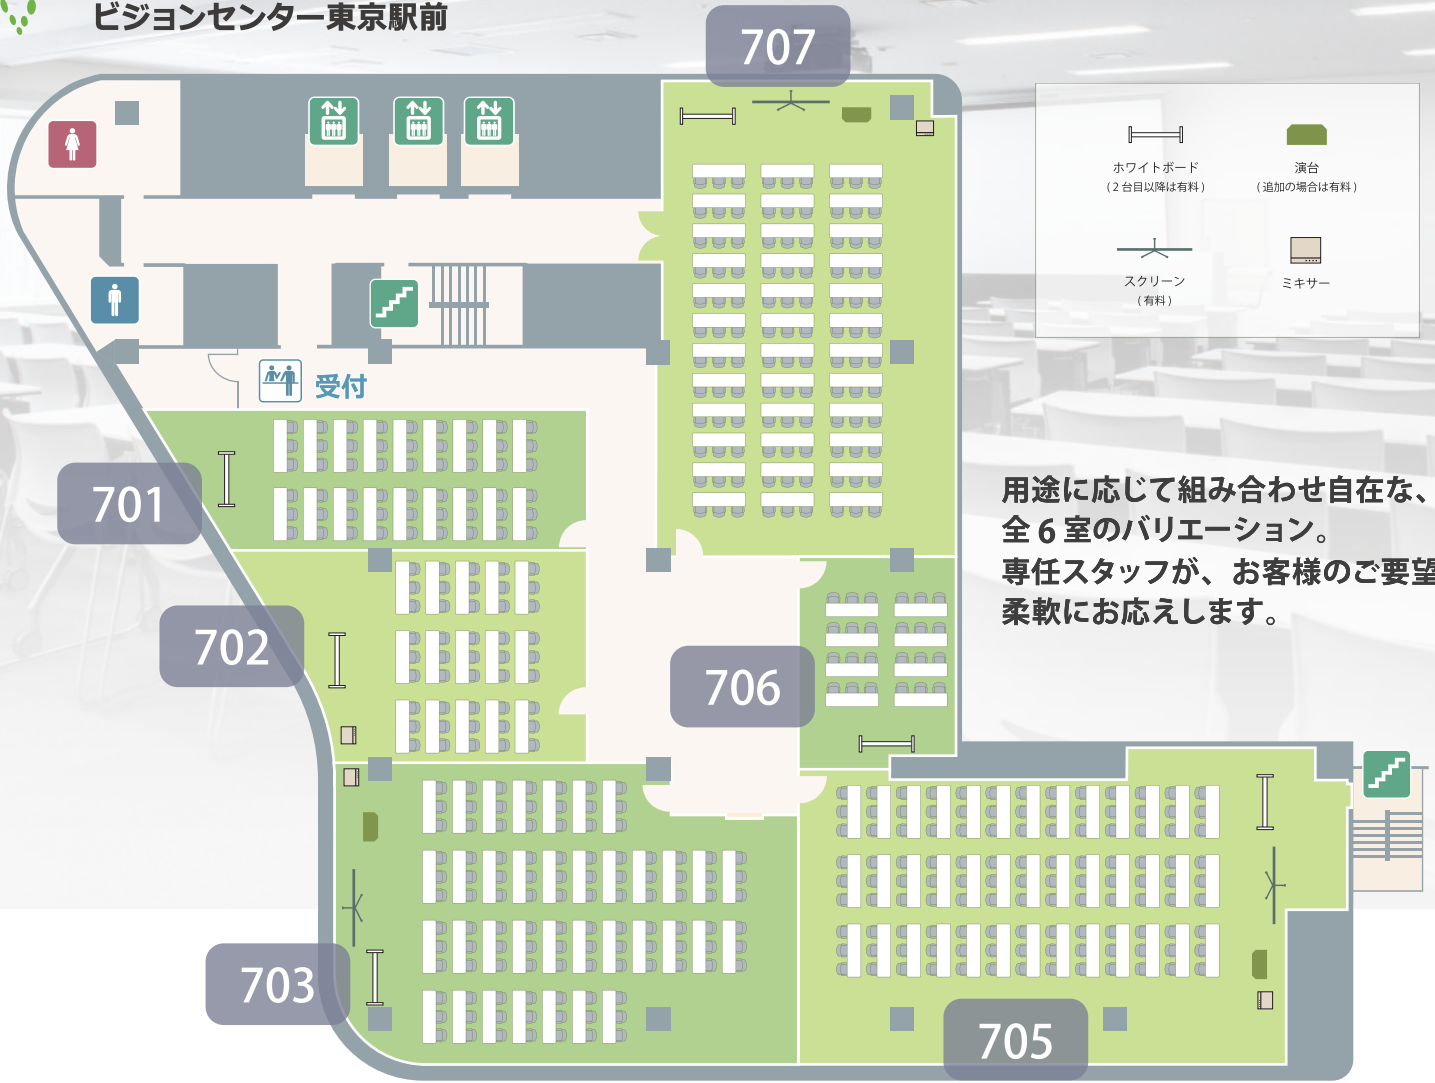 ビジョンセンター東京駅前
707
ホワイトボード
(2台目以降は有料)
演台
(追加の場合は有料)
スクリーン
(有料)
ミキサー
受付
701
用途に応じて組み合わせ自在な、
全6室のバリエーション。
専任スタッフが、お客様のご要望
柔軟にお応えします。
702
706
703
705